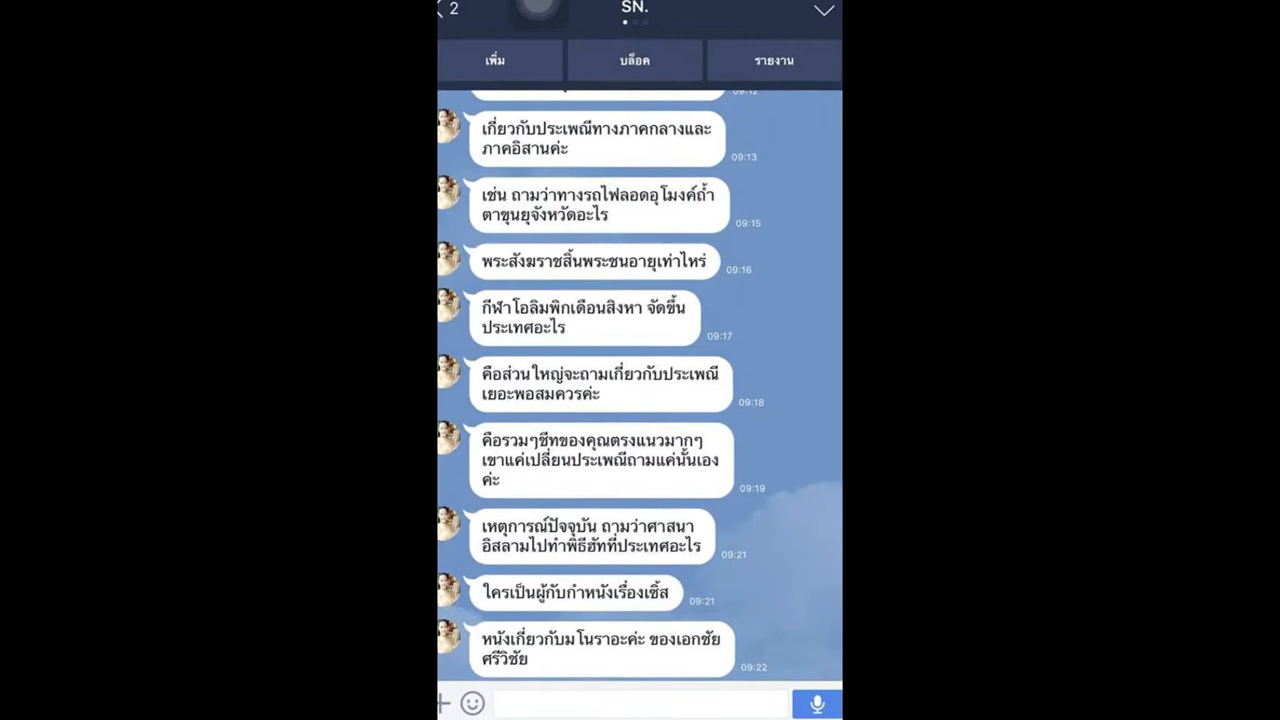 2
SN.
เพิ่ม
บล็อค
รายงาน
09:12
เกี่ยวกับประเพณีทางภาคกลางและ
ภาคอิสานค่ะ
09:13
เช่น ถามว่าทางรถไฟลอดอุโมงค์ถ้ำ
ตาขุนยุจังหวัดอะไร
09:15
พระสังฆราชสิ้นพระชนอายุเท่าไหร่
09:16
กีฬาโอลิมพิกเดือนสิงหา จัดขึ้น
ประเทศอะไร
09:17
คือส่วนใหญ่จะถามเกี่ยวกับประเพณี
เยอะพอสมควรค่ะ
09:18
คือรวมๆชีทของคุณตรงแนวมากๆ
เขาแค่เปลี่ยนประเพณีถามแค่นั้นเอง
ค่ะ
09:19
เหตุการณ์ปัจจุบัน ถามว่าศาสนา
อิสลามไปทำพิธีฮัทที่ประเทศอะไร
09:21
ใครเป็นผู้กับกำหนังเรื่องเซิ้ส
09:21
หนังเกี่ยวกับมโนราอะค่ะ ของเอกชัย
ศรีวิชัย
09:22